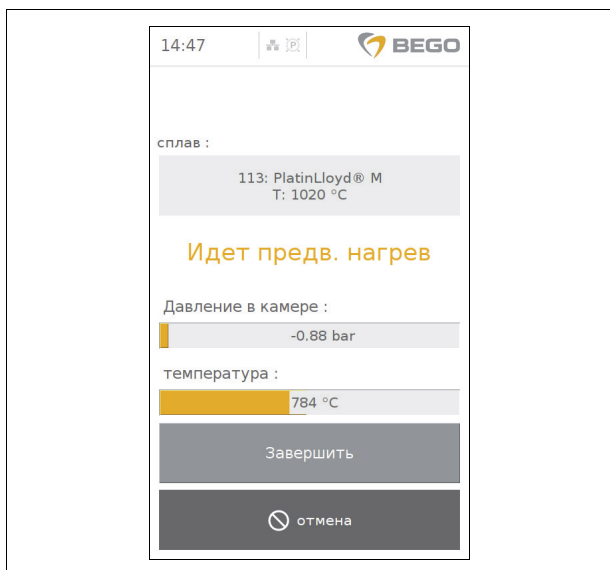 14:47
P
BEGO
сплав :
113: PlatinLloyd® M
T: 1020 °C
Идет предв. нагрев
Давление в камере :
-0.88 bar
температура :
784 °C
Завершить
отмена